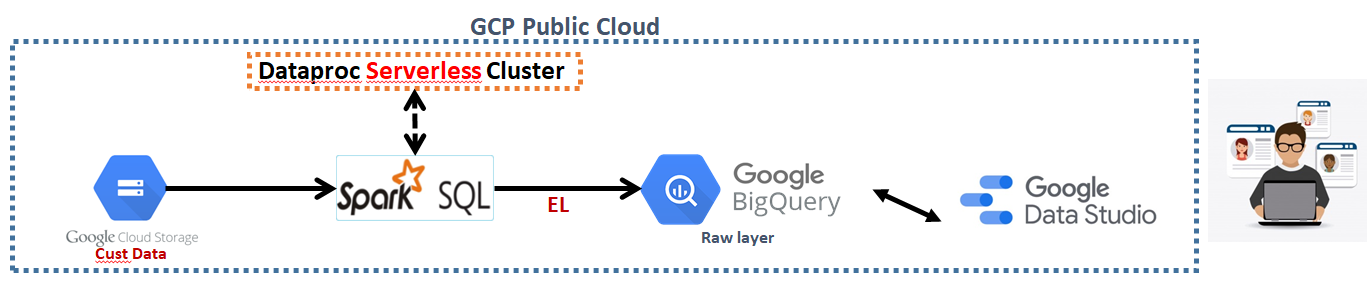 GCP Public Cloud
Dataproc Serverless Cluster
Spark SQL
EL
Google Cloud Storage
Cust Data
Google
BigQuery
Raw layer
Google
Data Studio